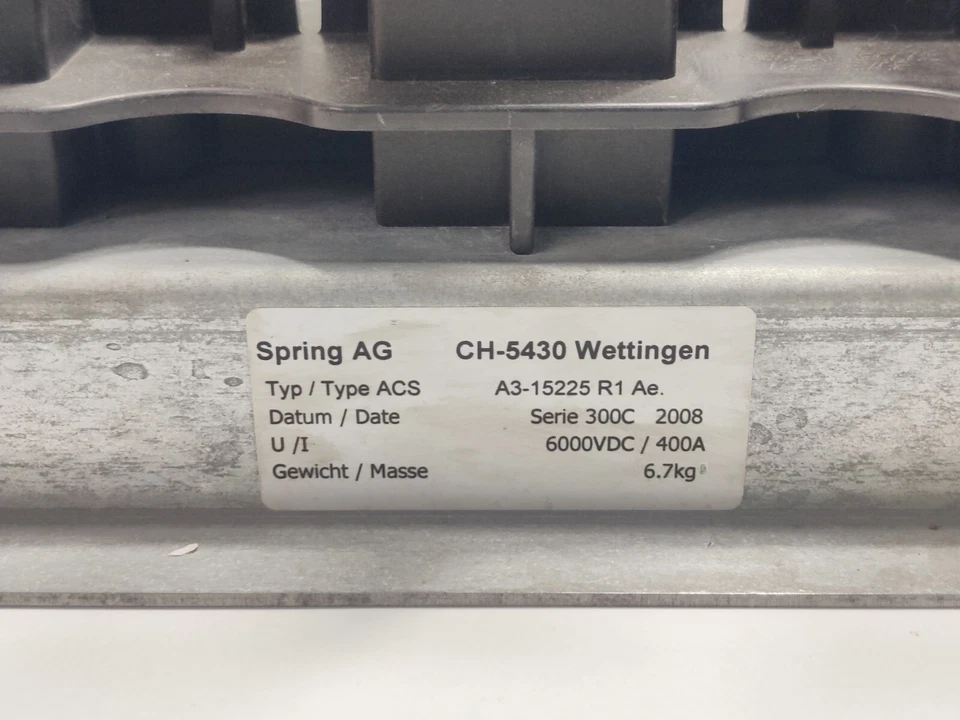 Spring AG CH-5430 Wettingen
Typ / Type ACS A3-15225 R1 Ae.
Datum / Date Serie 300C 2008
U /I 6000VDC / 400A
Gewicht / Masse 6.7kg